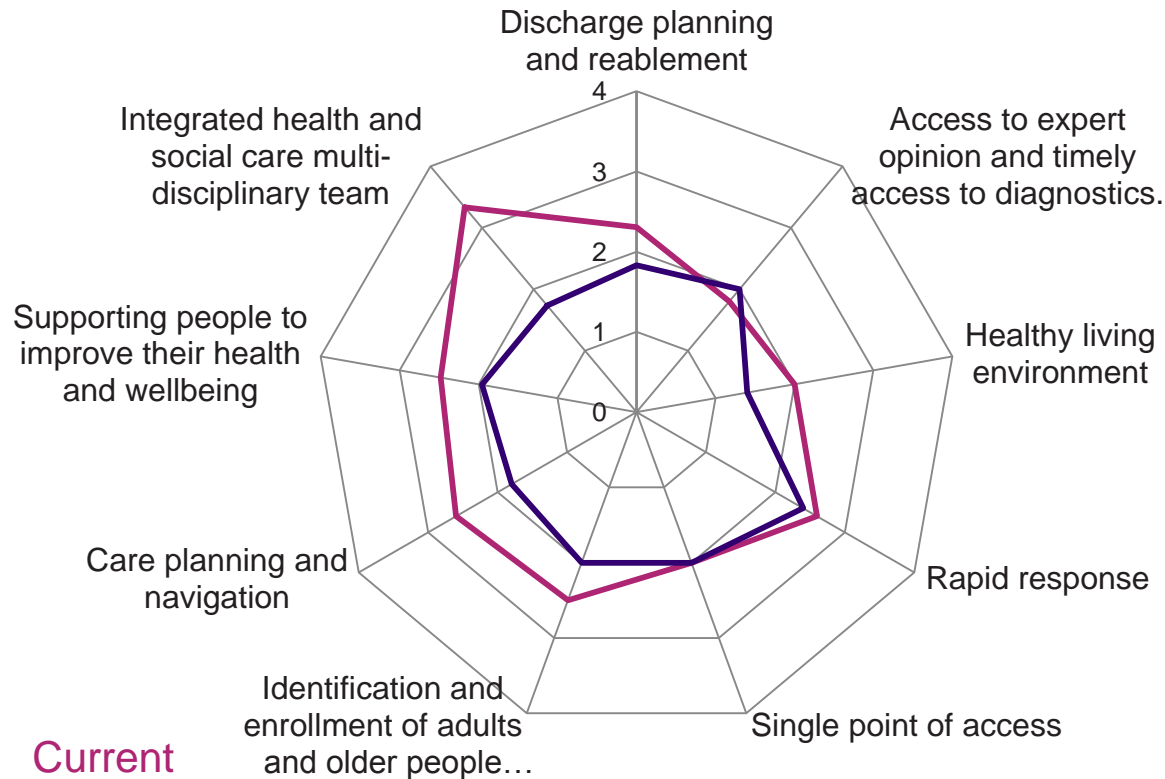 Discharge planning
and reablement
Access to expert
opinion and timely
access to diagnostics.
Healthy living
environment
Rapid response
Single point of access
Identification and
enrollment of adults
and older people…
Care planning and
navigation
Supporting people to
improve their health
and wellbeing
Integrated health and
social care multi-
disciplinary team
4
3
2
1
0
Current